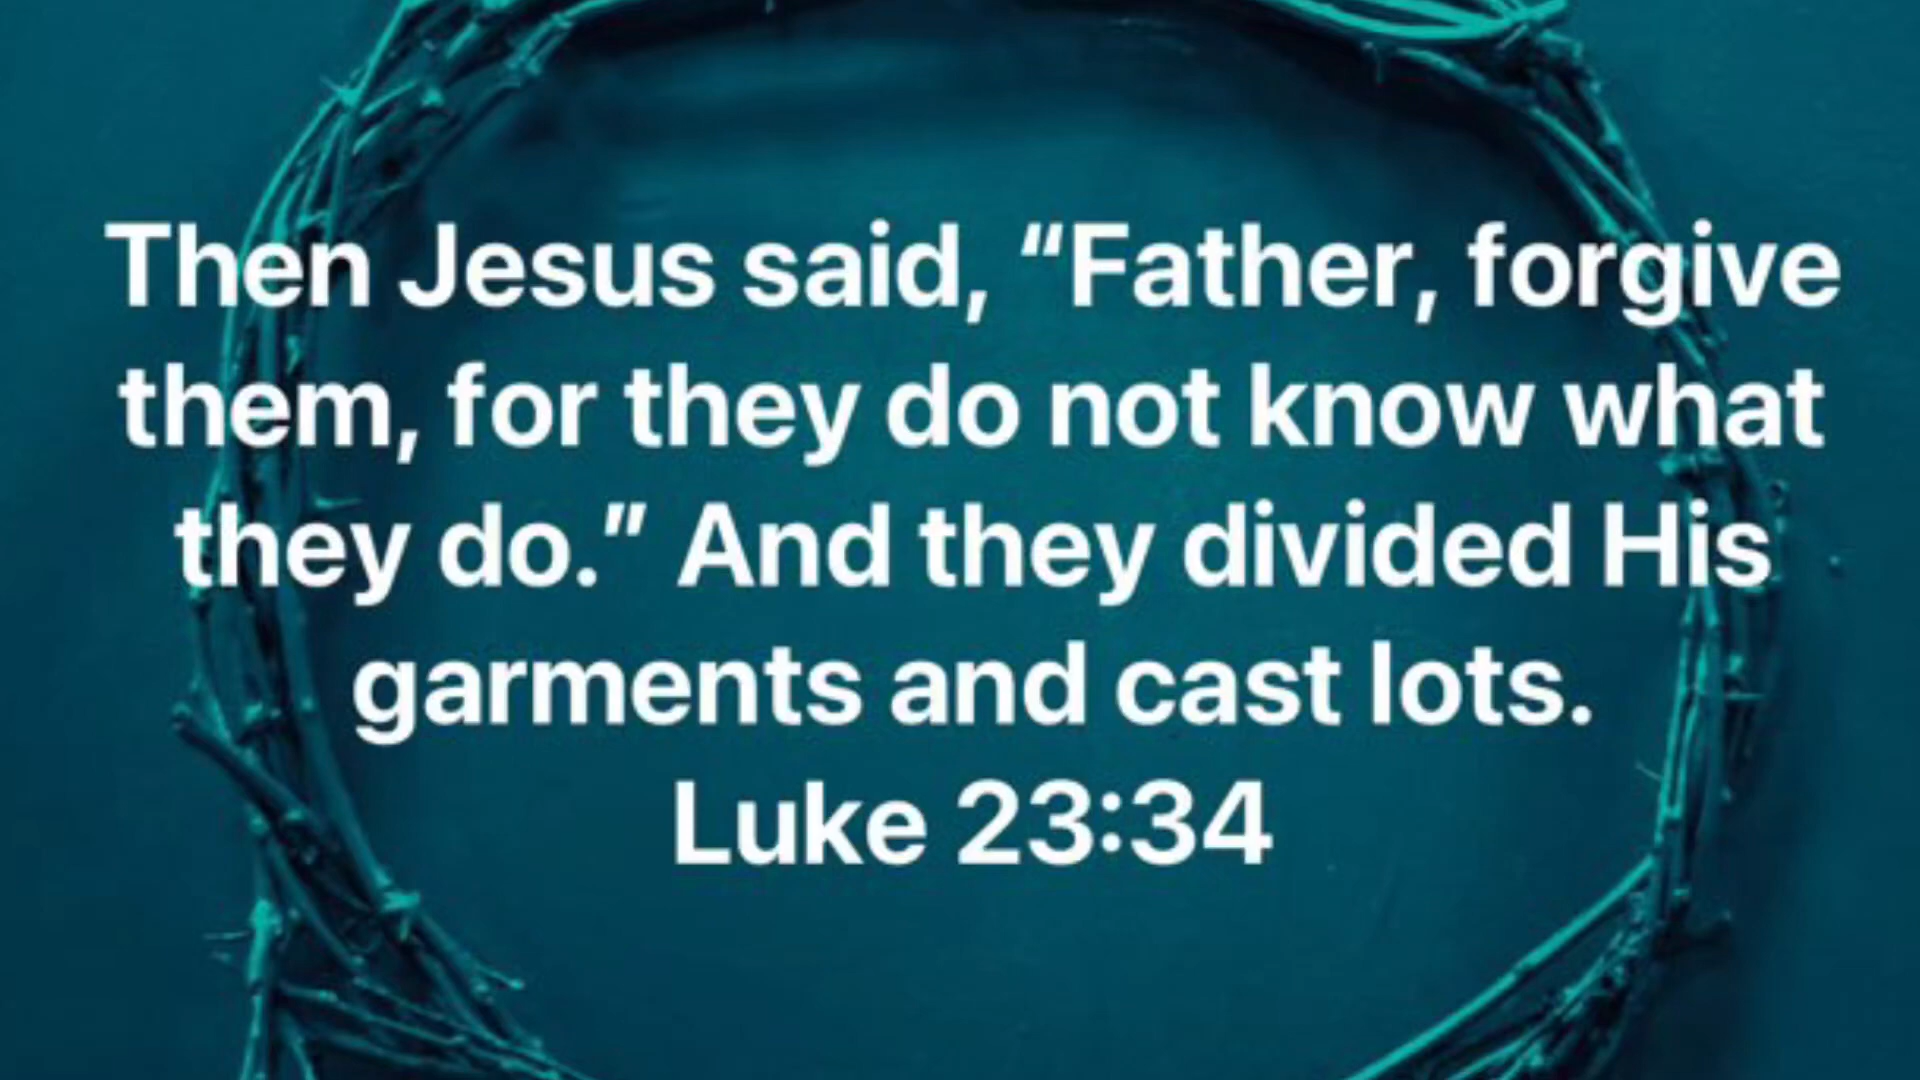 Then Jesus said, “Father, forgive
them, for they do not know what
they do.” And they divided His
garments and cast lots.
Luke 23:34